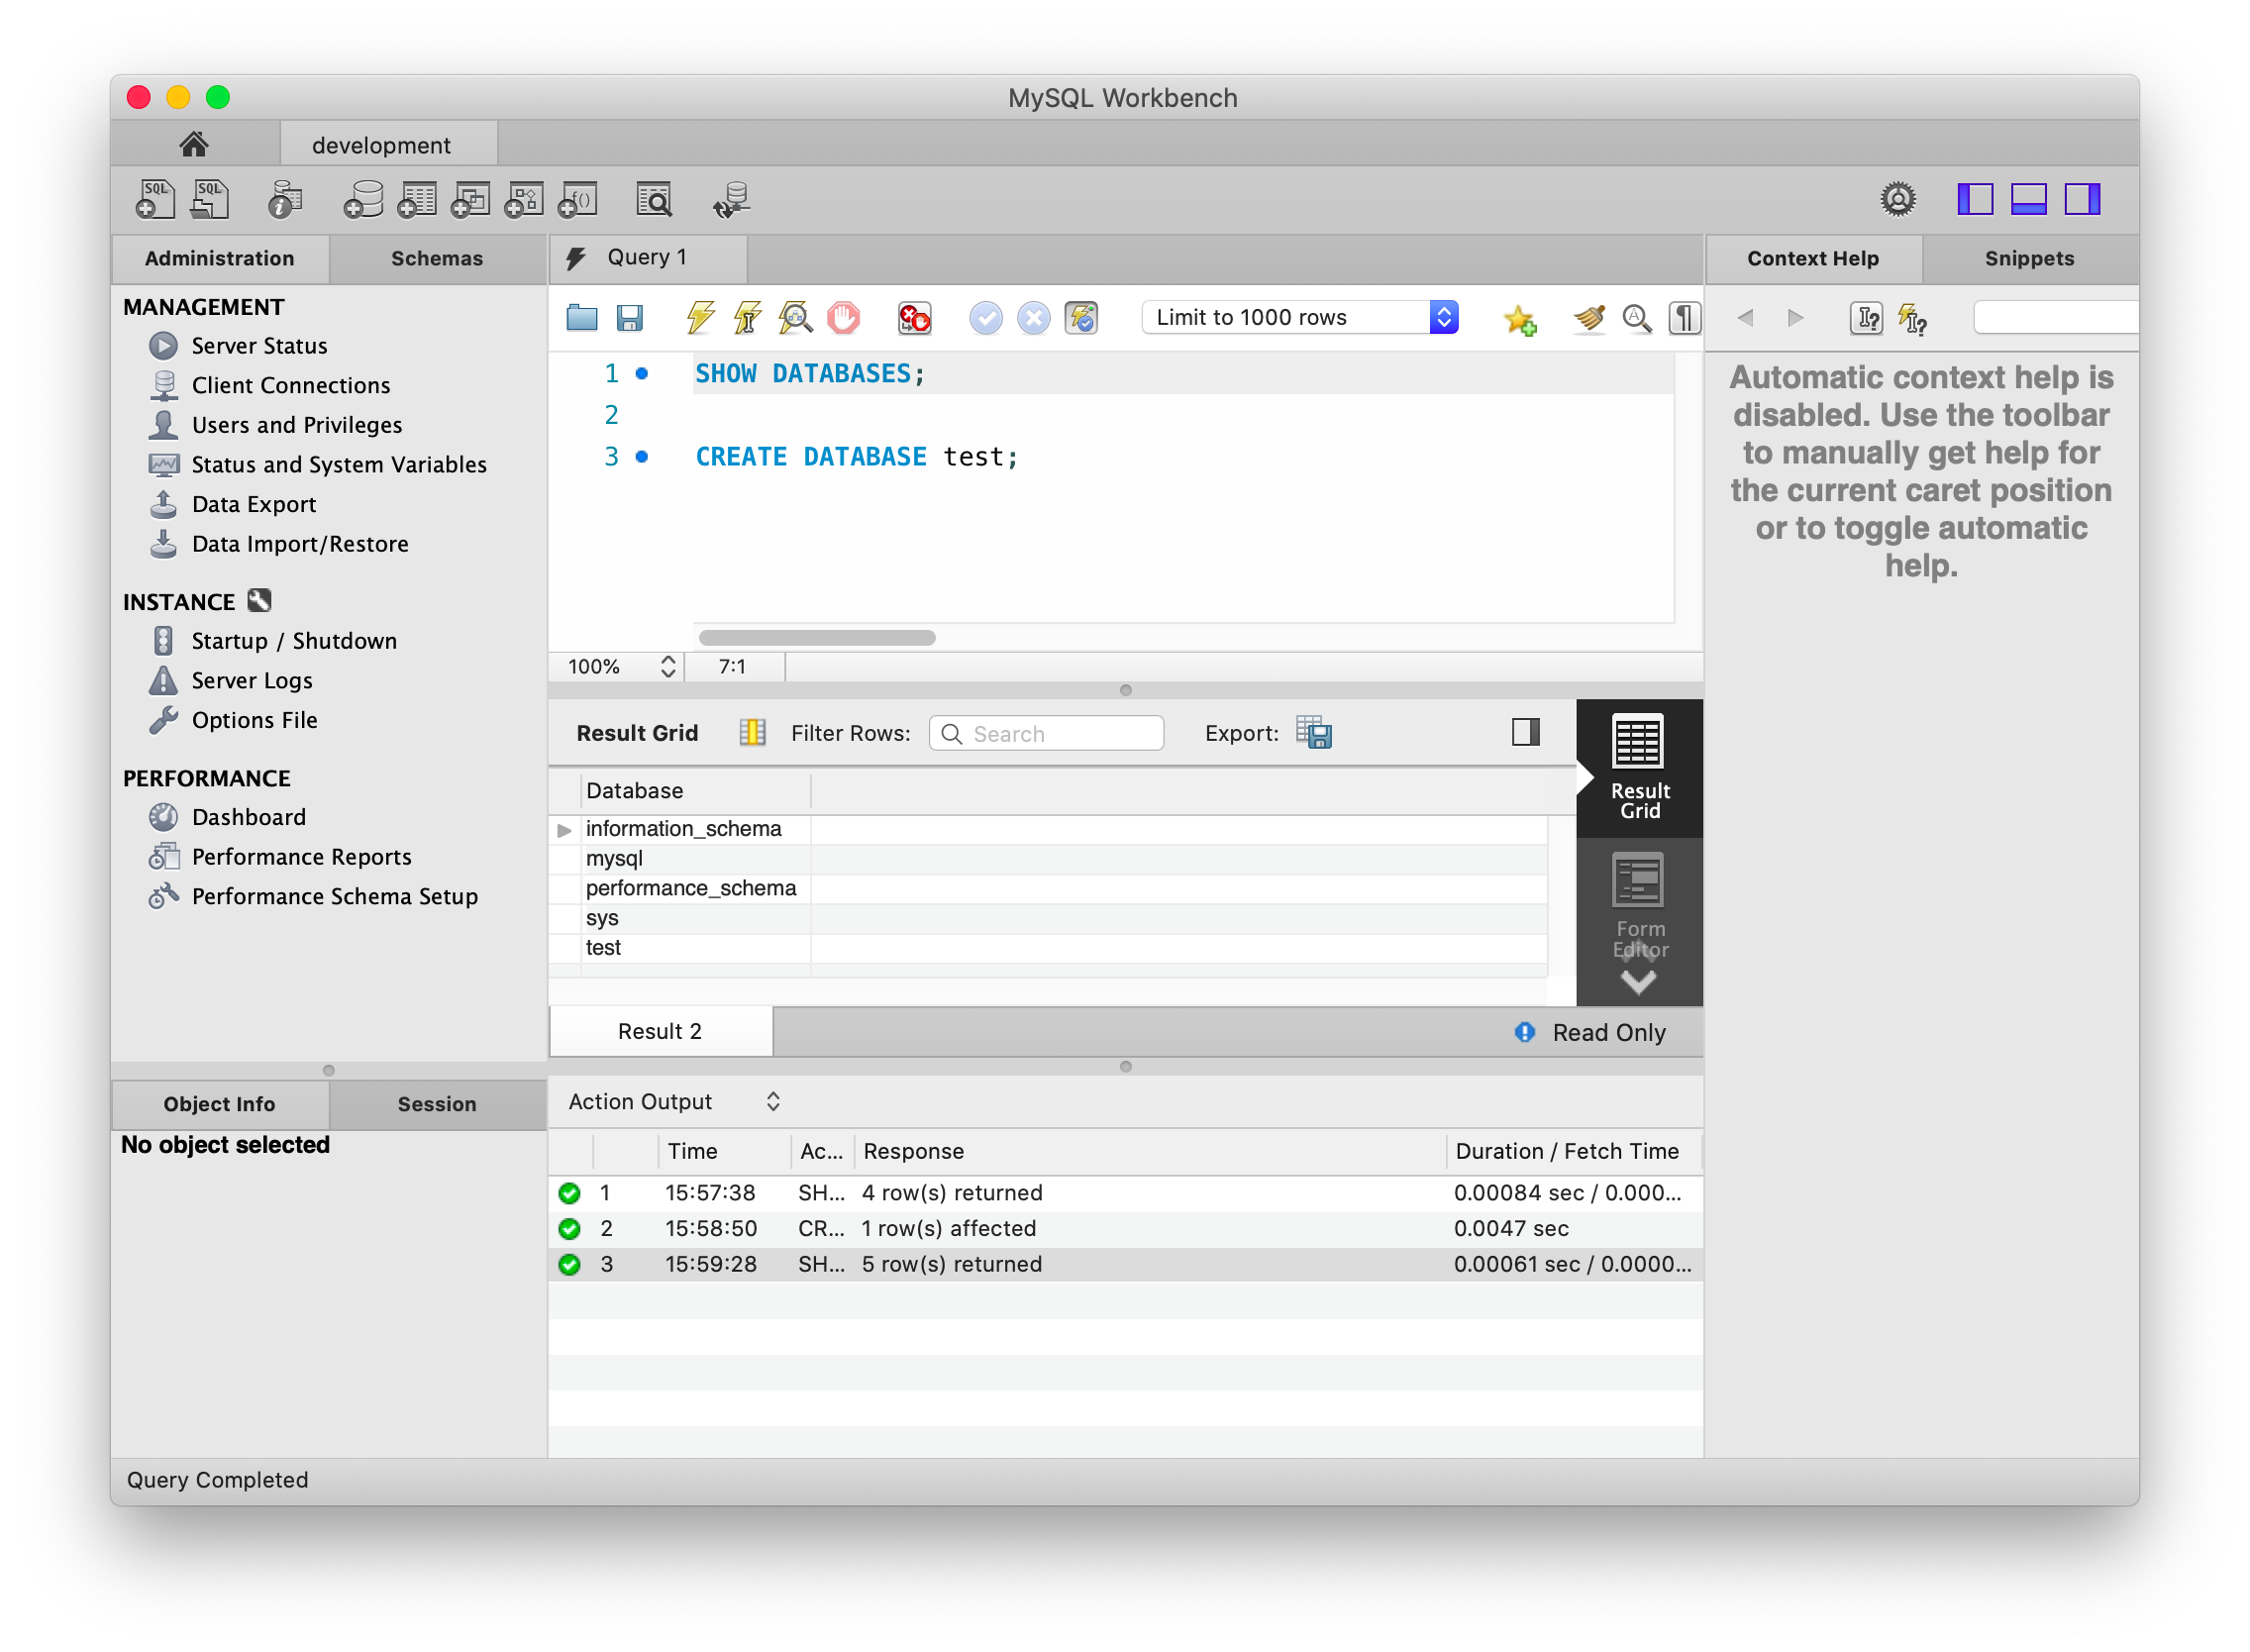 MySQL Workbench
development
SQL
SQL
Administration
Schemas
MANAGEMENT
Server Status
Client Connections
Users and Privileges
Status and System Variables
Data Export
Data Import/Restore
INSTANCE
Startup / Shutdown
Server Logs
Options File
PERFORMANCE
Dashboard
Performance Reports
Performance Schema Setup
Object Info
Session
No object selected
Query 1
Limit to 1000 rows
1 SHOW DATABASES;
2
3 CREATE DATABASE test;
100%
7:1
Result Grid
Filter Rows:
Search
Export:
Database
information_schema
mysql
performance_schema
sys
test
Result
Grid
Form
Editor
Result 2
Read Only
Action Output
Time Ac... Response Duration / Fetch Time
1 15:57:38 SH... 4 row(s) returned 0.00084 sec / 0.000...
2 15:58:50 CR... 1 row(s) affected 0.0047 sec
3 15:59:28 SH... 5 row(s) returned 0.00061 sec / 0.0000...
Context Help
Snippets
Automatic context help is
disabled. Use the toolbar
to manually get help for
the current caret position
or to toggle automatic
help.
Query Completed